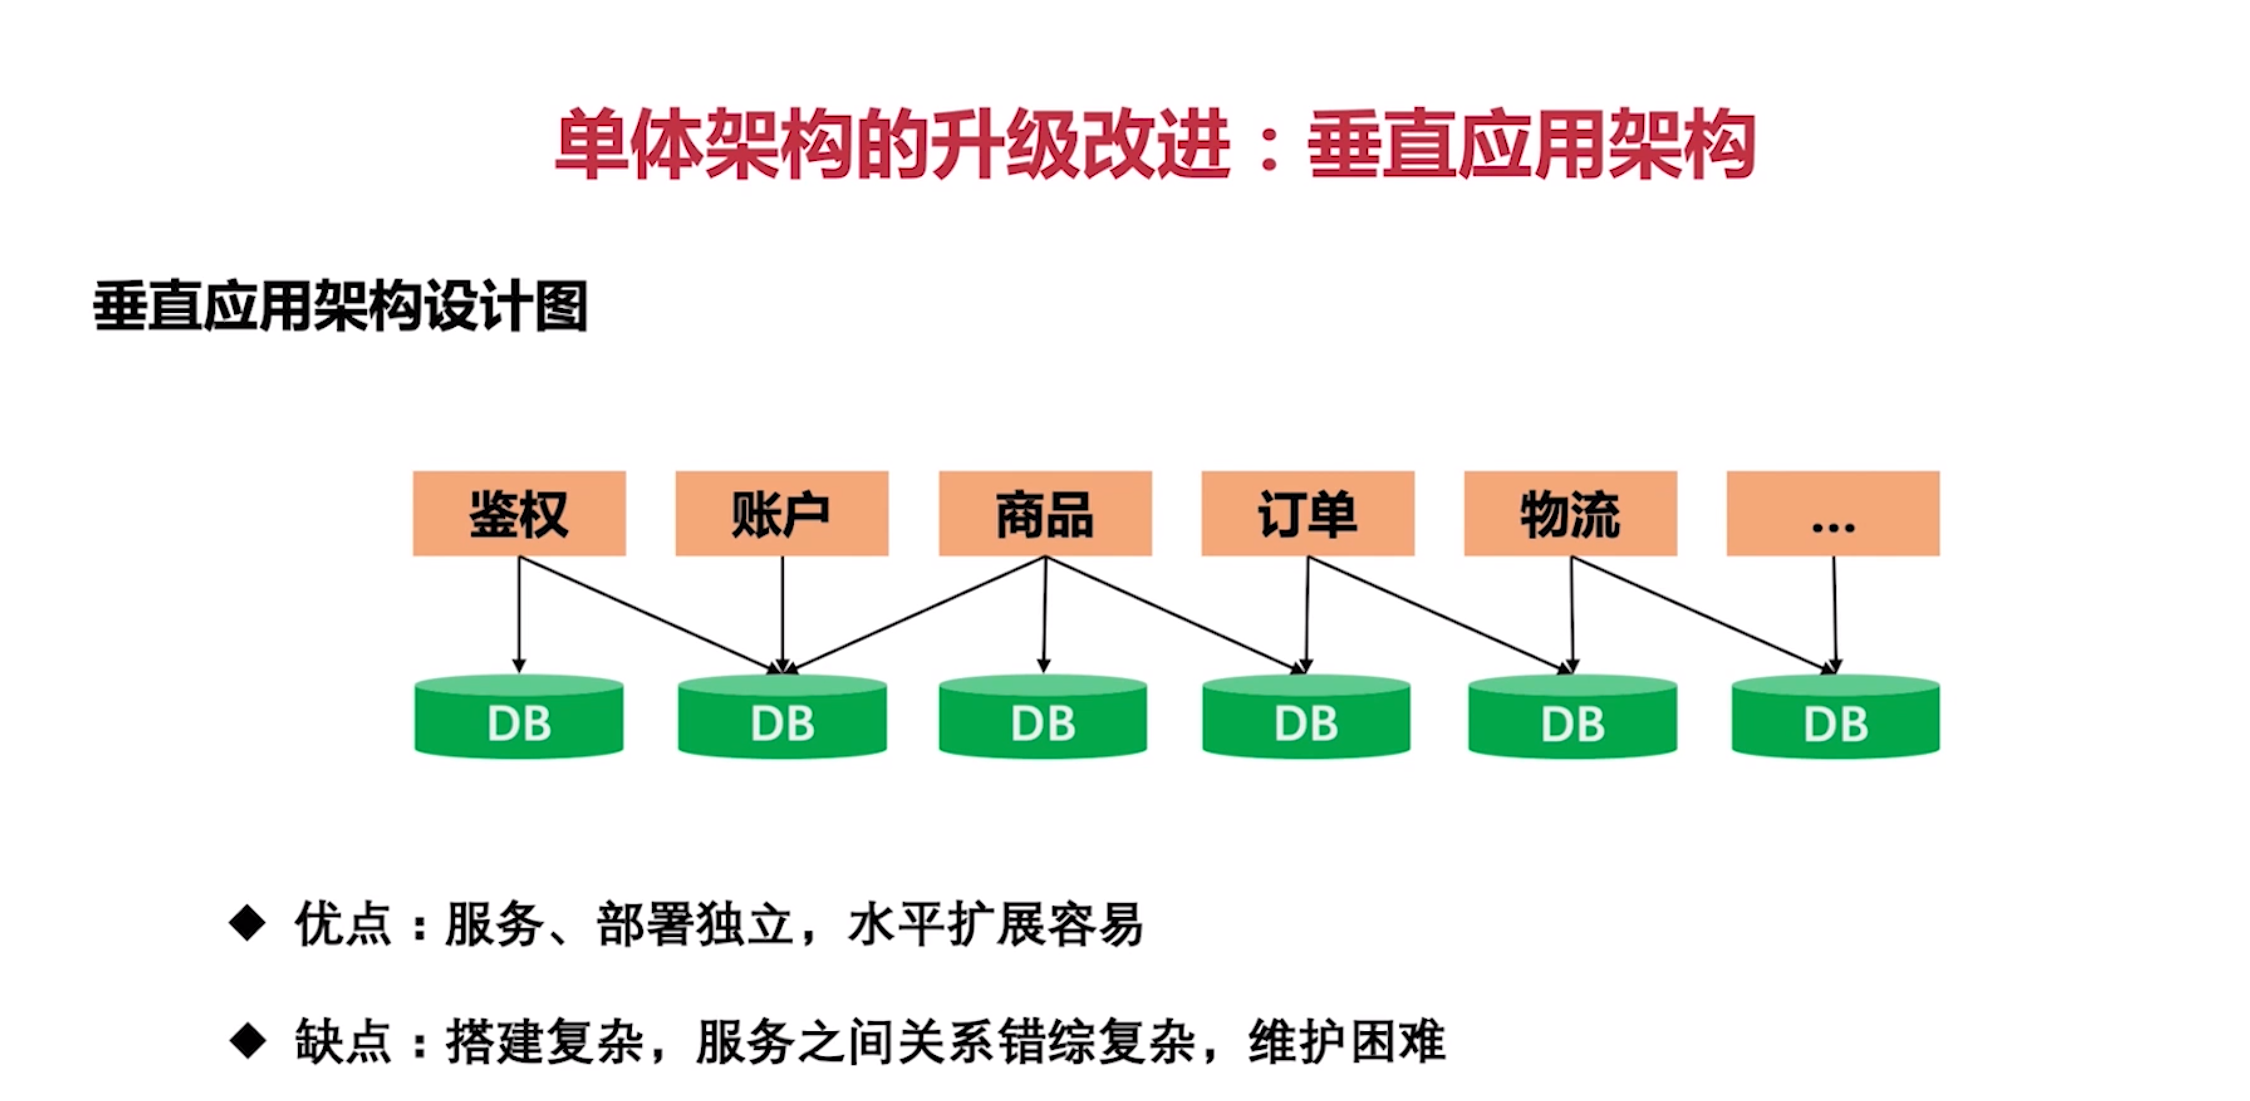 单体架构的升级改进：垂直应用架构
垂直应用架构设计图
鉴权 账户 商品 订单 物流 ...
DB DB DB DB DB DB
◆ 优点：服务、部署独立，水平扩展容易
◆ 缺点：搭建复杂，服务之间关系错综复杂，维护困难